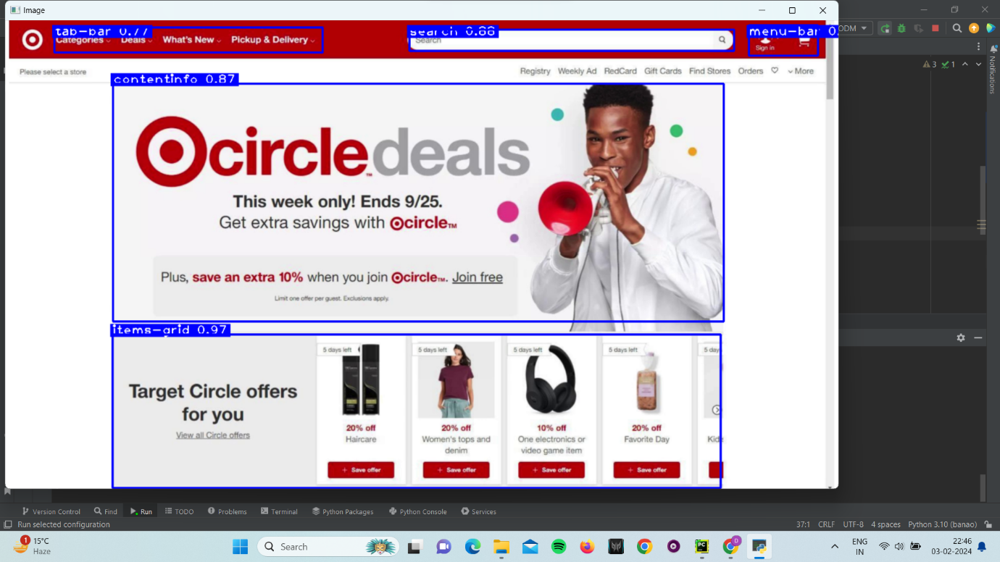 Image
tab-bar 0.77
search 0.88
menu-bar 0.
Categories Deals What's New Pickup & Delivery
Search
Sign in
Please select a store
Registry Weekly Ad RedCard Gift Cards Find Stores Orders More
contentinfo 0.87
circle deals
TM
This week only! Ends 9/25.
Get extra savings with circle™
Plus, save an extra 10% when you join circle™. Join free
Limit one offer per guest. Exclusions apply.
items-grid 0.97
Target Circle offers
for you
View all Circle offers
5 days left
20% off
Haircare
+ Save offer
5 days left
20% off
Women's tops and
denim
+ Save offer
5 days left
10% off
One electronics or
video game item
+ Save offer
5 days left
20% off
Favorite Day
+ Save offer
5 day
Kids
ODM
3 1
Notifications
Version Control Find Run TODO Problems Terminal Python Packages Python Console Services
Run selected configuration
37:1 CRLF UTF-8 4 spaces Python 3.10 (banao)
1
15°C
Haze
Search
D
PC
ENG
IN
22:46
03-02-2024